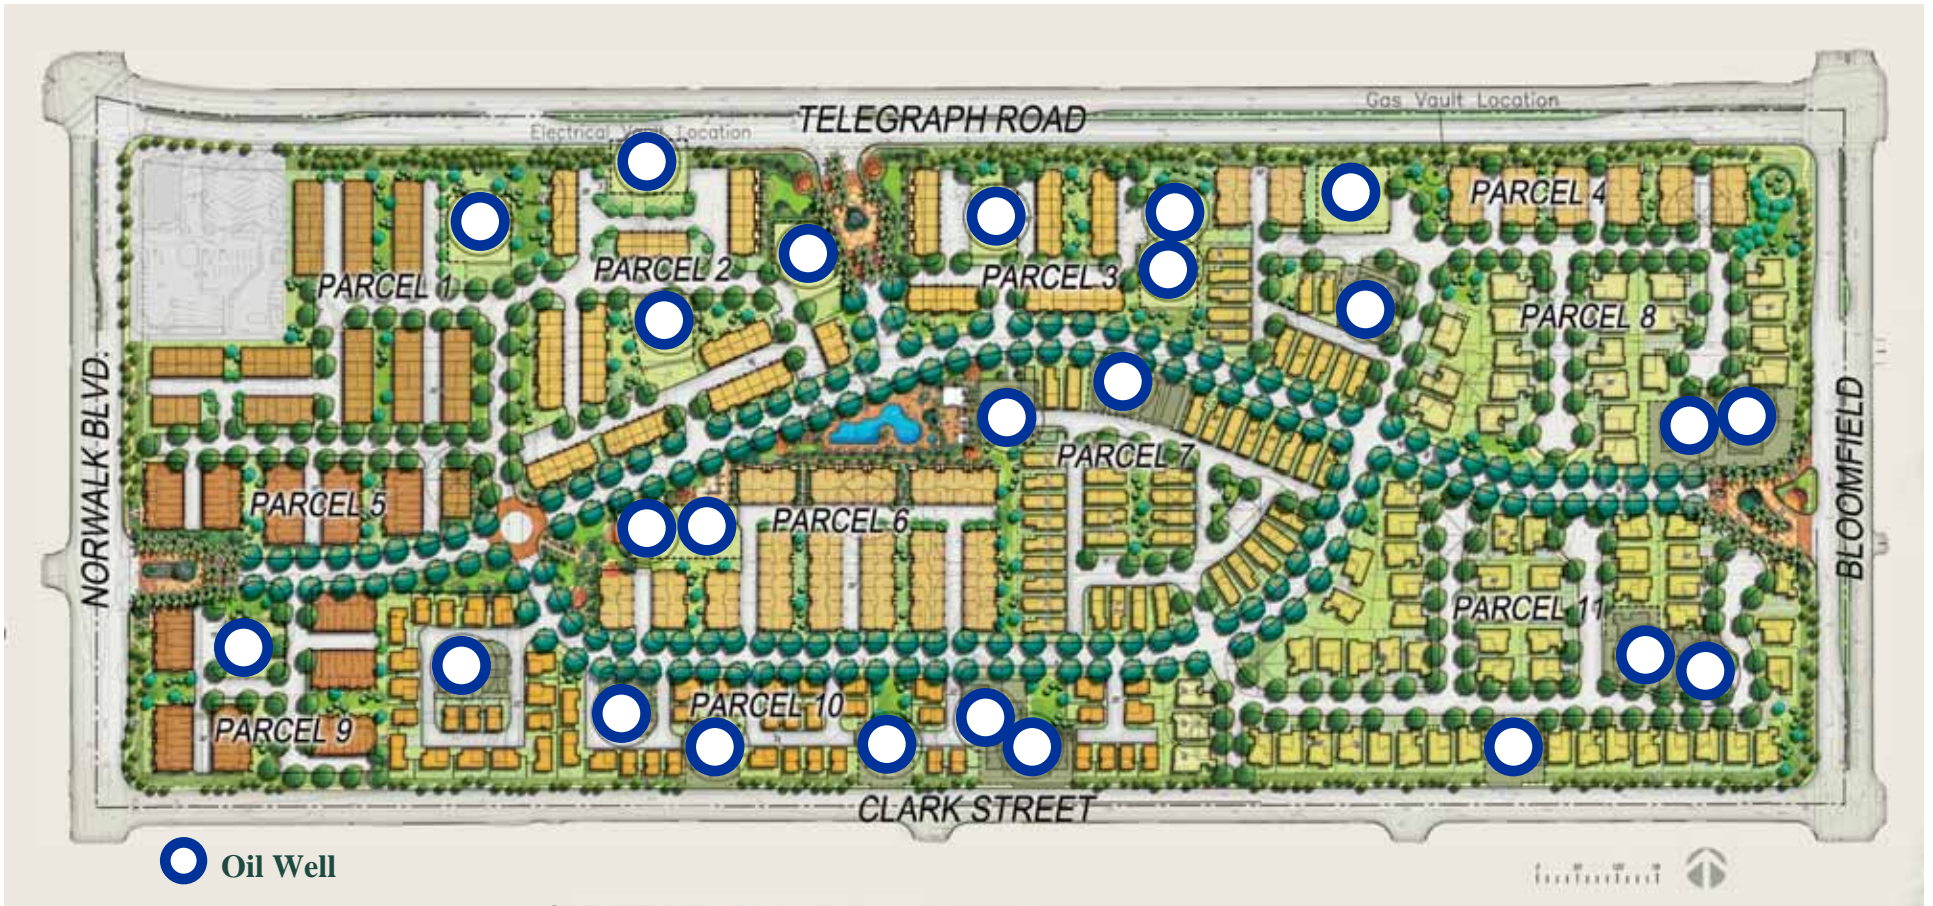 TELEGRAPH ROAD
Gas Vault Location
Electrical Vault Location
PARCEL 4
PARCEL 1
PARCEL 2
PARCEL 3
PARCEL 8
NORWALK BLVD.
BLOOMFIELD
PARCEL 7
PARCEL 5
PARCEL 6
PARCEL 11
PARCEL 10
PARCEL 9
CLARK STREET
Oil Well